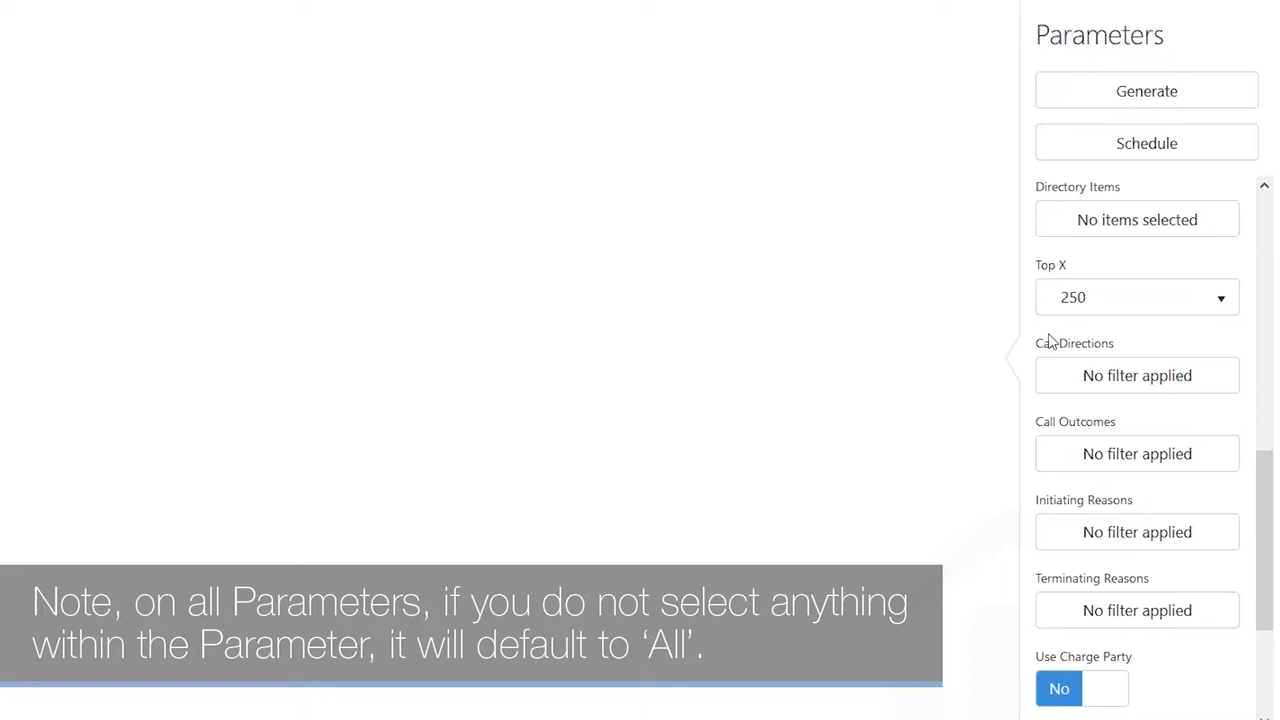 Parameters
Generate
Schedule
Directory Items
No items selected
Top X
250
Call Directions
No filter applied
Call Outcomes
No filter applied
Initiating Reasons
No filter applied
Terminating Reasons
No filter applied
Use Charge Party
No
Note, on all Parameters, if you do not select anything
within the Parameter, it will default to ‘All’.